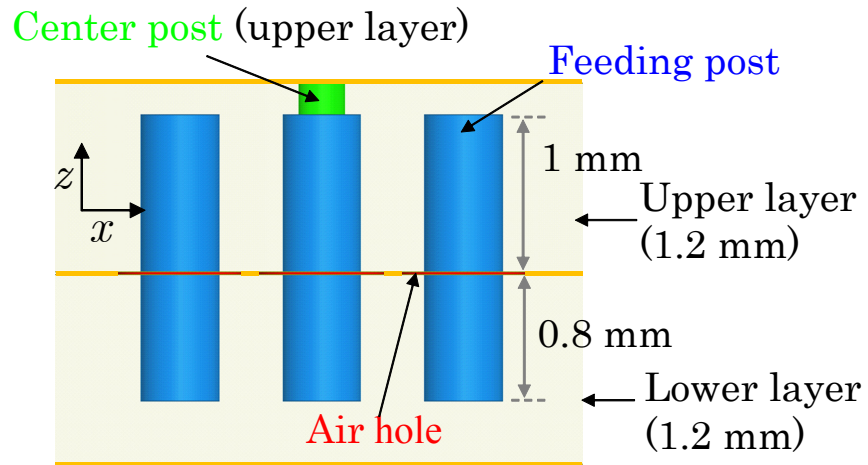 Center post (upper layer)
Feeding post
1 mm
z
x
Upper layer
(1.2 mm)
0.8 mm
Lower layer
(1.2 mm)
Air hole